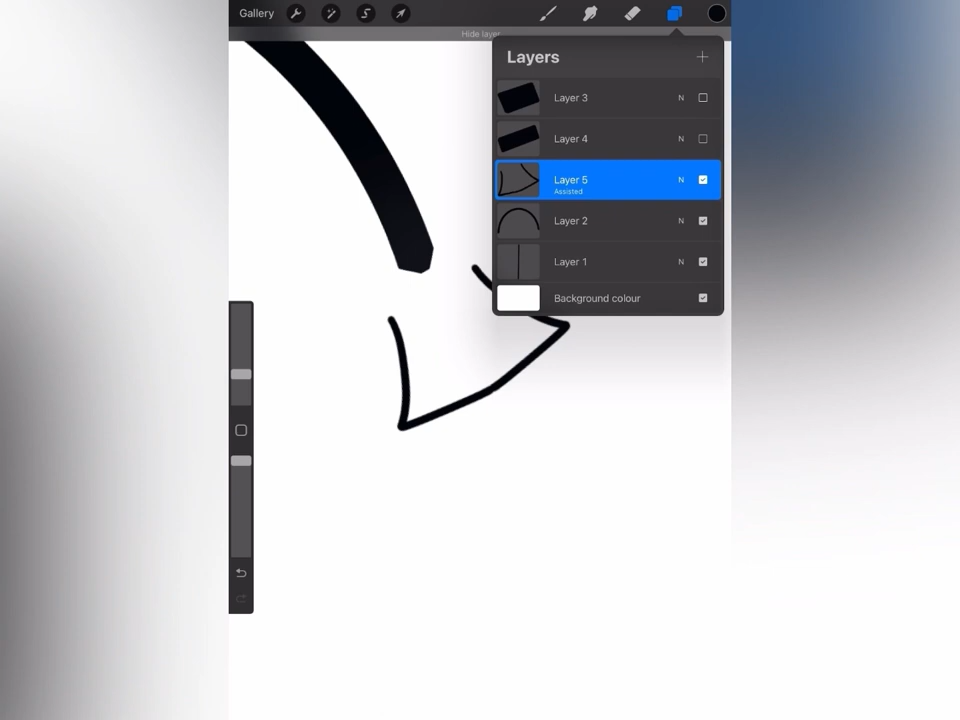 Gallery
Hide layer
Layers
Layer 3 N
Layer 4 N
Layer 5 N
Assisted
Layer 2 N
Layer 1 N
Background colour